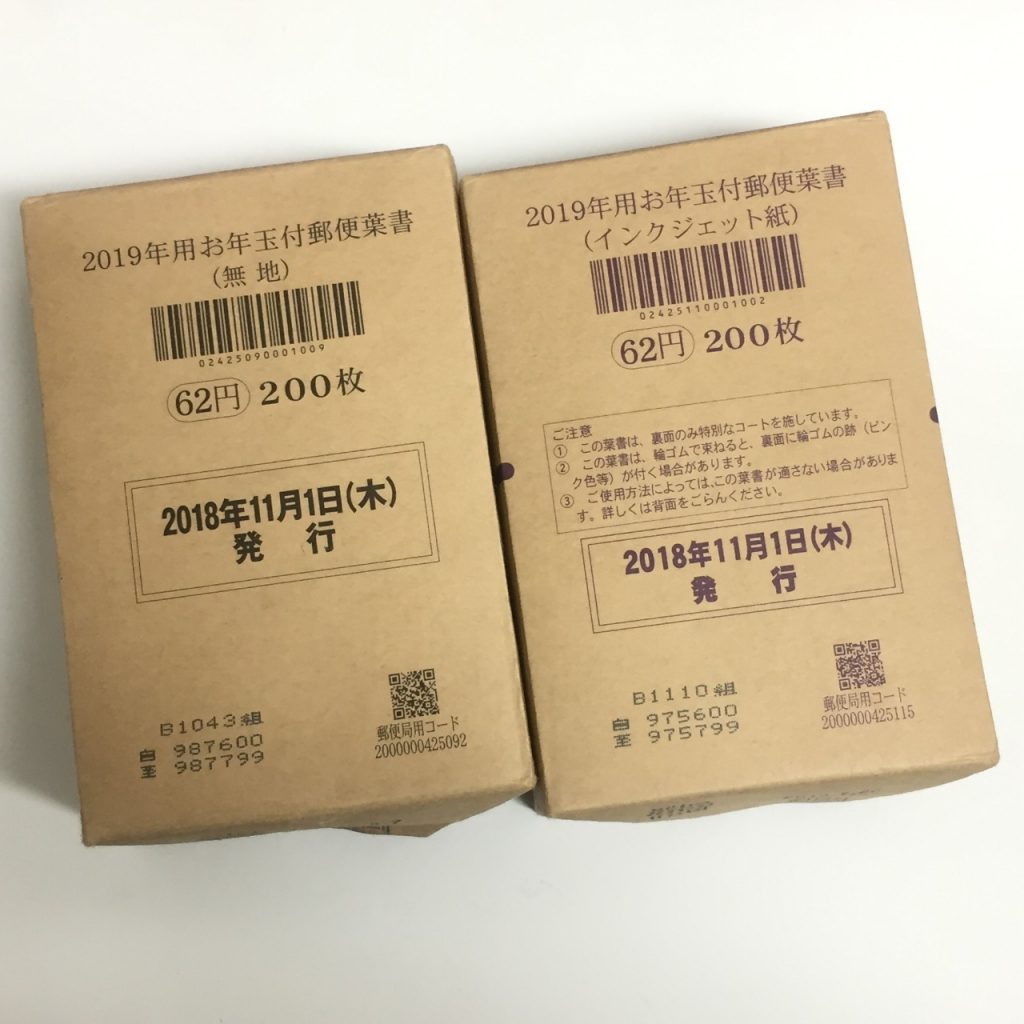 2019年用お年玉付郵便葉書
(無 地)
02425090001009
62円 200枚
2018年11月1日(木)
発 行
B1043組
自 987600
至 987799
郵便局用コード
2000000425092
2019年用お年玉付郵便葉書
(インクジェット紙)
02425110001002
62円 200枚
ご注意
① この葉書は、裏面のみ特別なコートを施しています。
② この葉書は、輪ゴムで束ねると、裏面に輪ゴムの跡(ピン
ク色等)が付く場合があります。
③ ご使用方法によっては、この葉書が適さない場合がありま
す。詳しくは背面をごらんください。
2018年11月1日(木)
発 行
B1110組
自 975600
至 975799
郵便局用コード
2000000425115